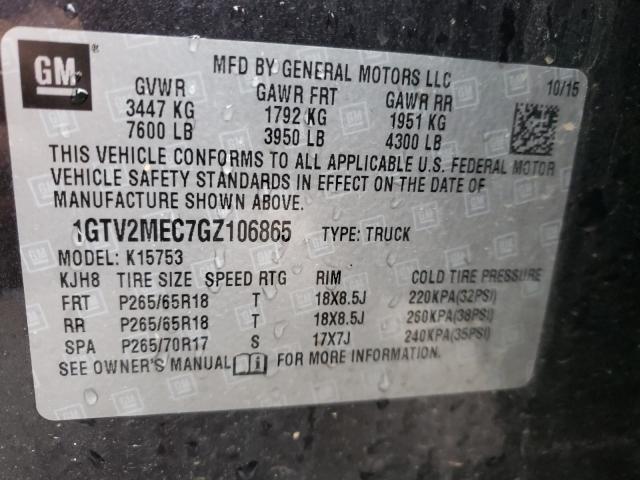 GM
MFD BY GENERAL MOTORS LLC
10/15
GVWR GAWR FRT GAWR RR
3447 KG 1792 KG 1951 KG
7600 LB 3950 LB 4300 LB
THIS VEHICLE CONFORMS TO ALL APPLICABLE U.S. FEDERAL MOTOR
VEHICLE SAFETY STANDARDS IN EFFECT ON THE DATE OF
MANUFACTURE SHOWN ABOVE.
1GTV2MEC7GZ106865 TYPE: TRUCK
MODEL: K15753
KJH8 TIRE SIZE SPEED RTG RIM COLD TIRE PRESSURE
FRT P265/65R18 T 18X8.5J 220KPA(32PSI)
RR P265/65R18 T 18X8.5J 260KPA(38PSI)
SPA P265/70R17 S 17X7J 240KPA(35PSI)
SEE OWNER'S MANUAL FOR MORE INFORMATION.